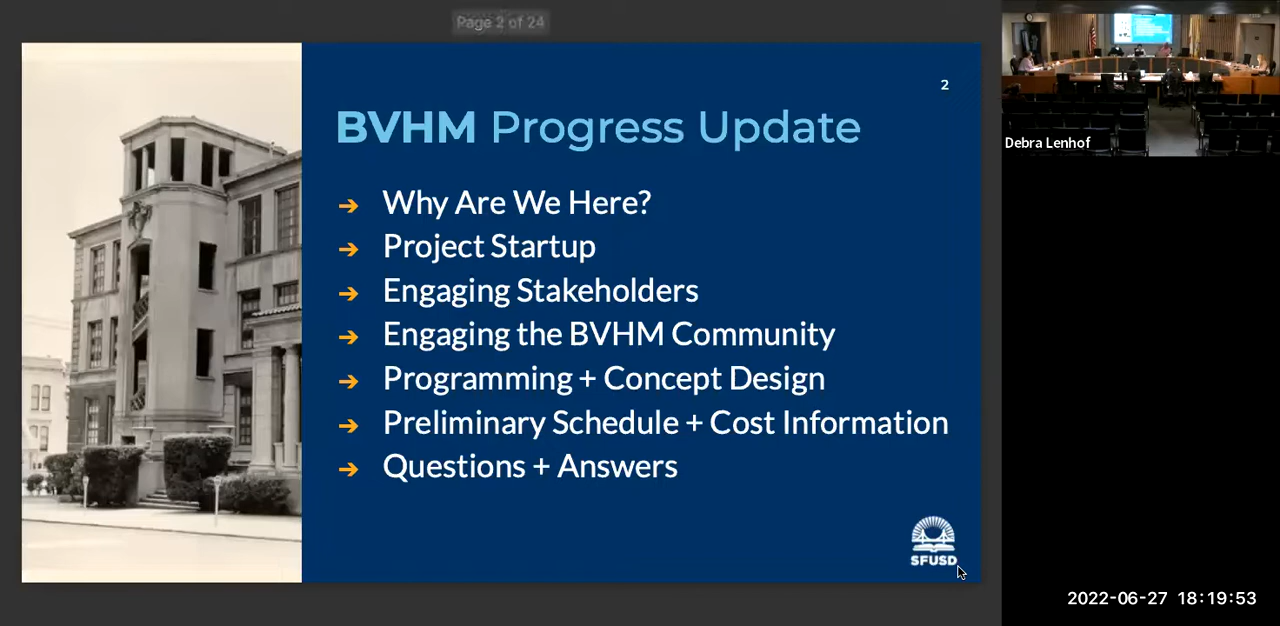 Page 2 of 24
2
BVHM Progress Update
➔ Why Are We Here?
➔ Project Startup
➔ Engaging Stakeholders
➔ Engaging the BVHM Community
➔ Programming + Concept Design
➔ Preliminary Schedule + Cost Information
➔ Questions + Answers
SFUSD
Debra Lenhof
2022-06-27 18:19:53